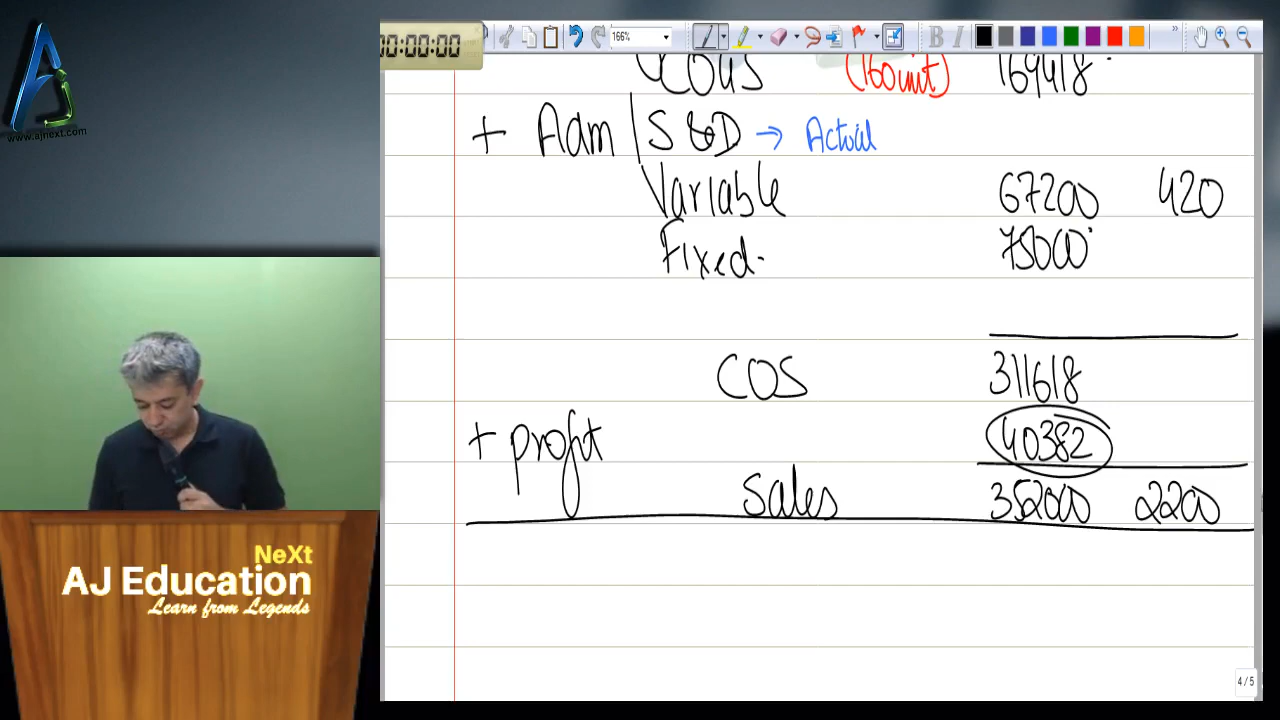 www.ajnext.com
00:00:00
166%
B I
COGS (160 unit) 169418
+ Adm / S & D → Actual
Variable 67200 420
Fixed 75000
COS 311618
+ profit 40382
Sales 352000 2200
NeXt
AJ Education
Learn from Legends
4/5